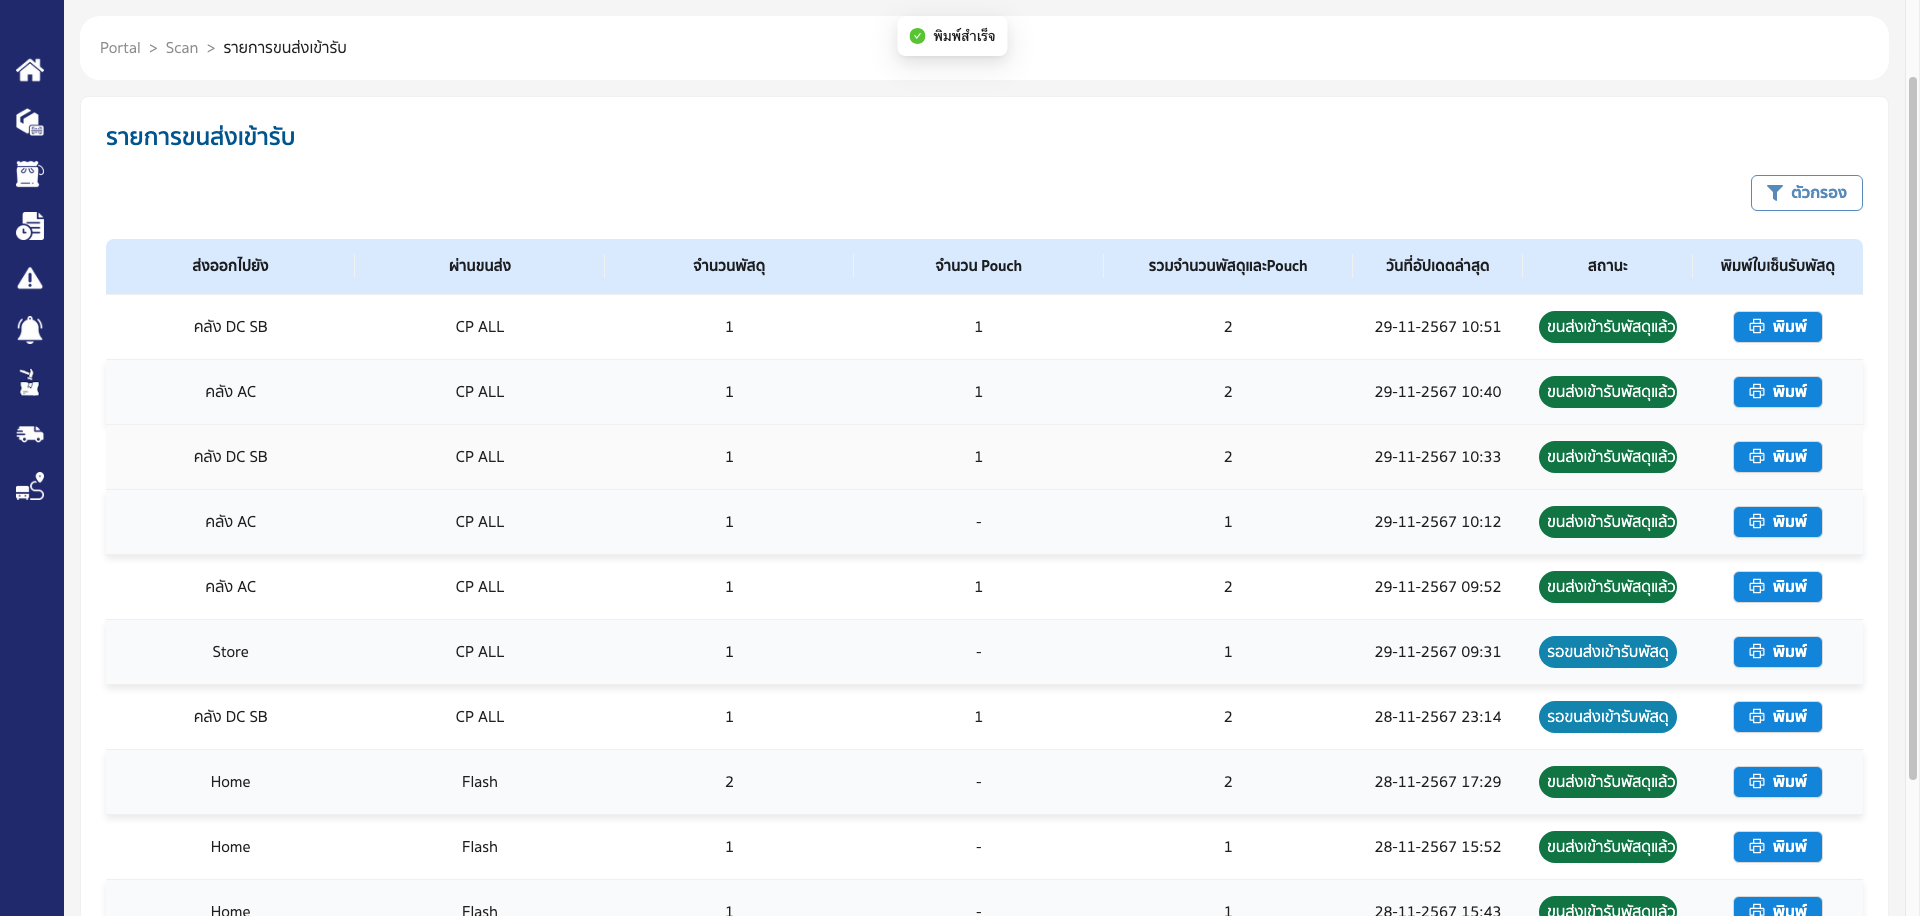 Portal > Scan > รายการขนส่งเข้ารับ
พิมพ์สำเร็จ
รายการขนส่งเข้ารับ
ตัวกรอง
ส่งออกไปยัง ผ่านขนส่ง จำนวนพัสดุ จำนวน Pouch รวมจำนวนพัสดุและPouch วันที่อัปเดตล่าสุด สถานะ พิมพ์ใบเซ็นรับพัสดุ
คลัง DC SB CP ALL 1 1 2 29-11-2567 10:51 ขนส่งเข้ารับพัสดุแล้ว พิมพ์
คลัง AC CP ALL 1 1 2 29-11-2567 10:40 ขนส่งเข้ารับพัสดุแล้ว พิมพ์
คลัง DC SB CP ALL 1 1 2 29-11-2567 10:33 ขนส่งเข้ารับพัสดุแล้ว พิมพ์
คลัง AC CP ALL 1 - 1 29-11-2567 10:12 ขนส่งเข้ารับพัสดุแล้ว พิมพ์
คลัง AC CP ALL 1 1 2 29-11-2567 09:52 ขนส่งเข้ารับพัสดุแล้ว พิมพ์
Store CP ALL 1 - 1 29-11-2567 09:31 รอขนส่งเข้ารับพัสดุ พิมพ์
คลัง DC SB CP ALL 1 1 2 28-11-2567 23:14 รอขนส่งเข้ารับพัสดุ พิมพ์
Home Flash 2 - 2 28-11-2567 17:29 ขนส่งเข้ารับพัสดุแล้ว พิมพ์
Home Flash 1 - 1 28-11-2567 15:52 ขนส่งเข้ารับพัสดุแล้ว พิมพ์
Home Flash 1 - 1 28-11-2567 15:43 ขนส่งเข้ารับพัสดุแล้ว พิมพ์